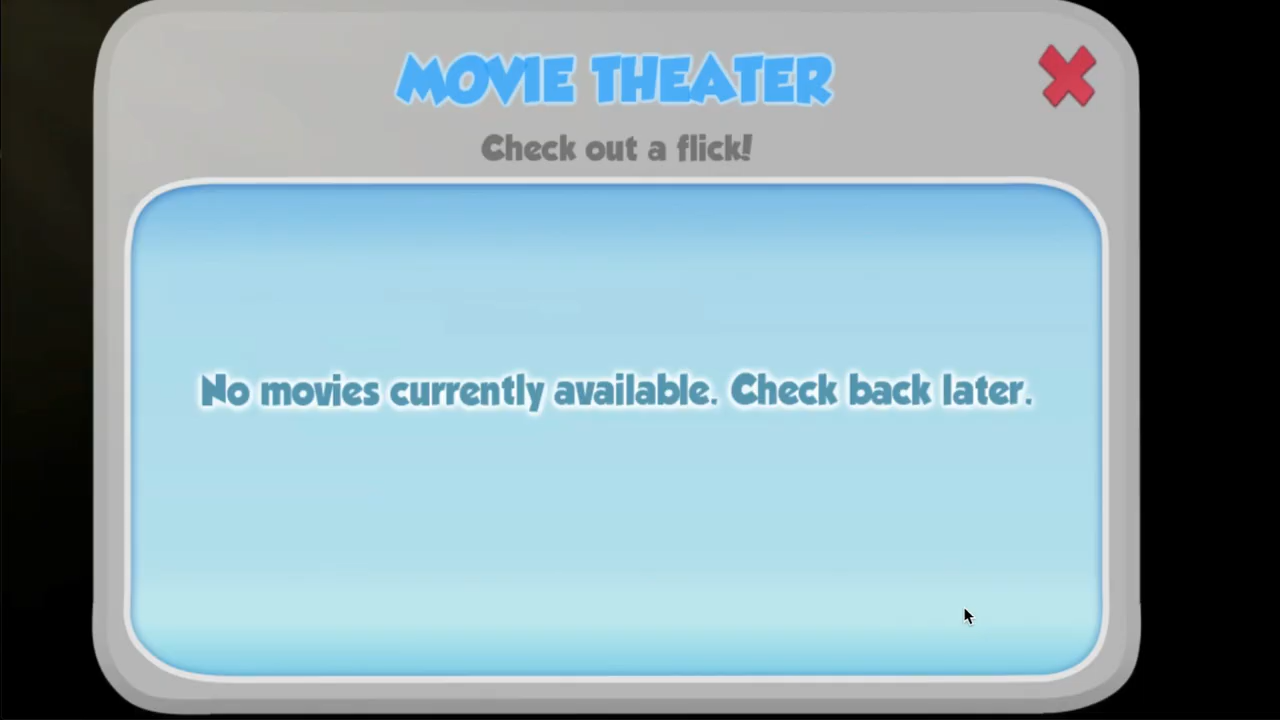 MOVIE THEATER
Check out a flick!
No movies currently available. Check back later.